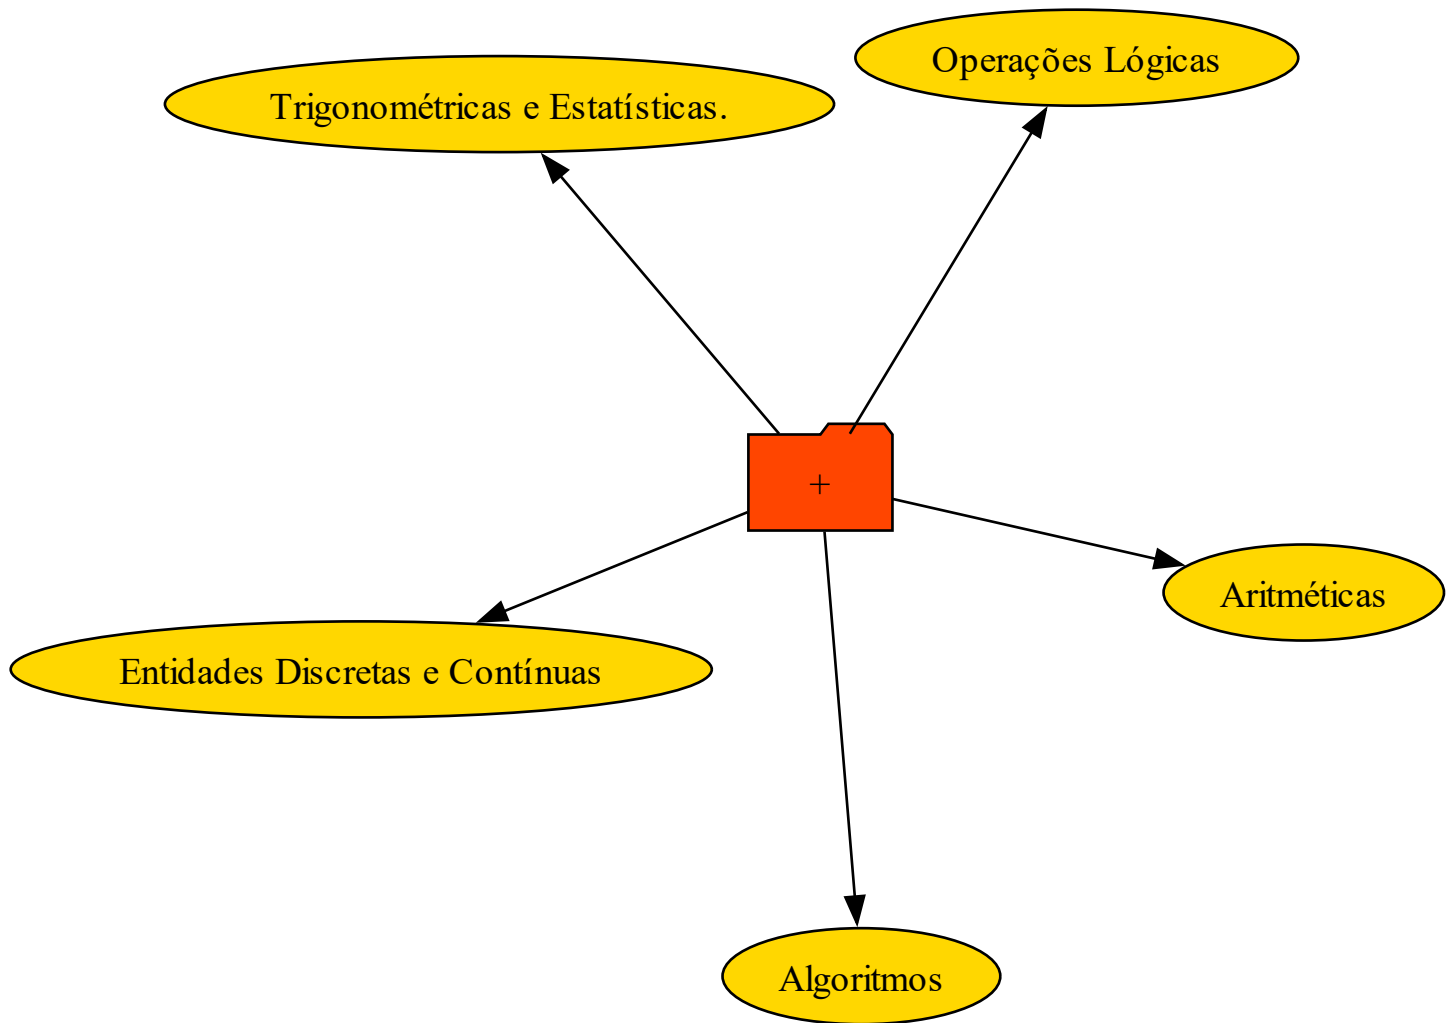 Operações Lógicas
Trigonométricas e Estatísticas.
+
Aritméticas
Entidades Discretas e Contínuas
Algoritmos